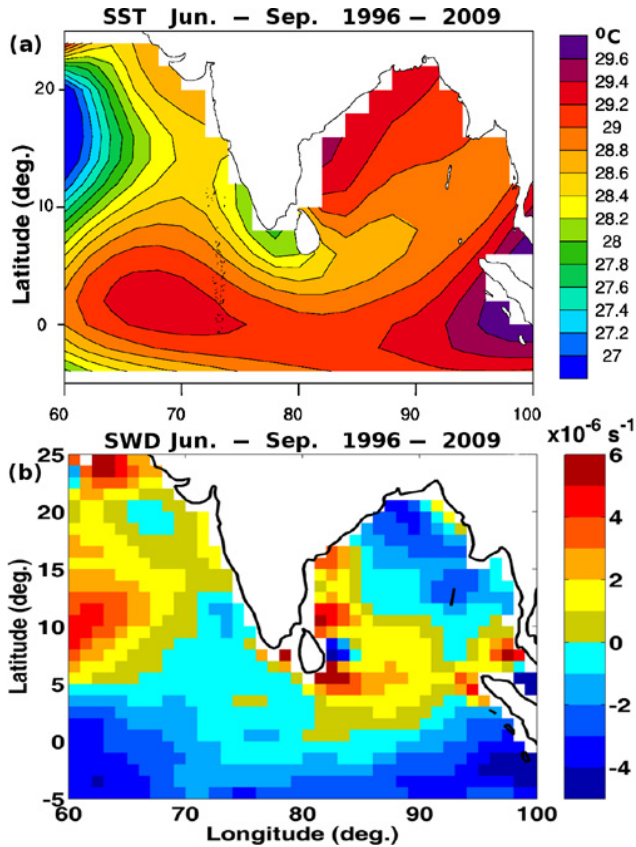 SST Jun. − Sep. 1996 − 2009
(a)
°C
29.6
29.4
29.2
29
28.8
28.6
28.4
28.2
28
27.8
27.6
27.4
27.2
27
20
10
0
Latitude (deg.)
60 70 80 90 100
SWD Jun. − Sep. 1996 − 2009
x10⁻⁶ s⁻¹
(b)
25
20
15
10
5
0
-5
Latitude (deg.)
6
4
2
0
-2
-4
60 70 80 90 100
Longitude (deg.)